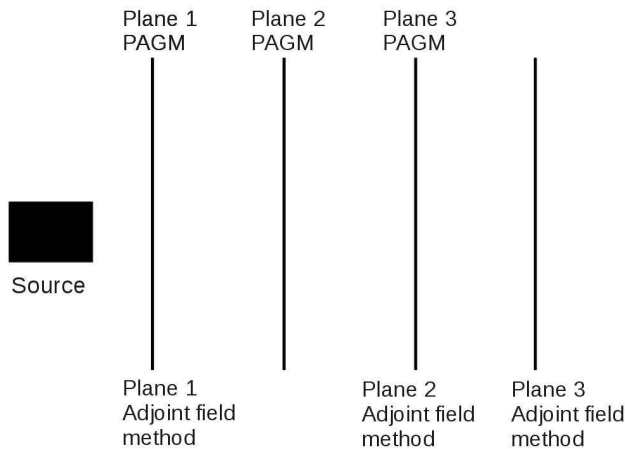 Plane 1
PAGM
Plane 2
PAGM
Plane 3
PAGM
Source
Plane 1
Adjoint field
method
Plane 2
Adjoint field
method
Plane 3
Adjoint field
method